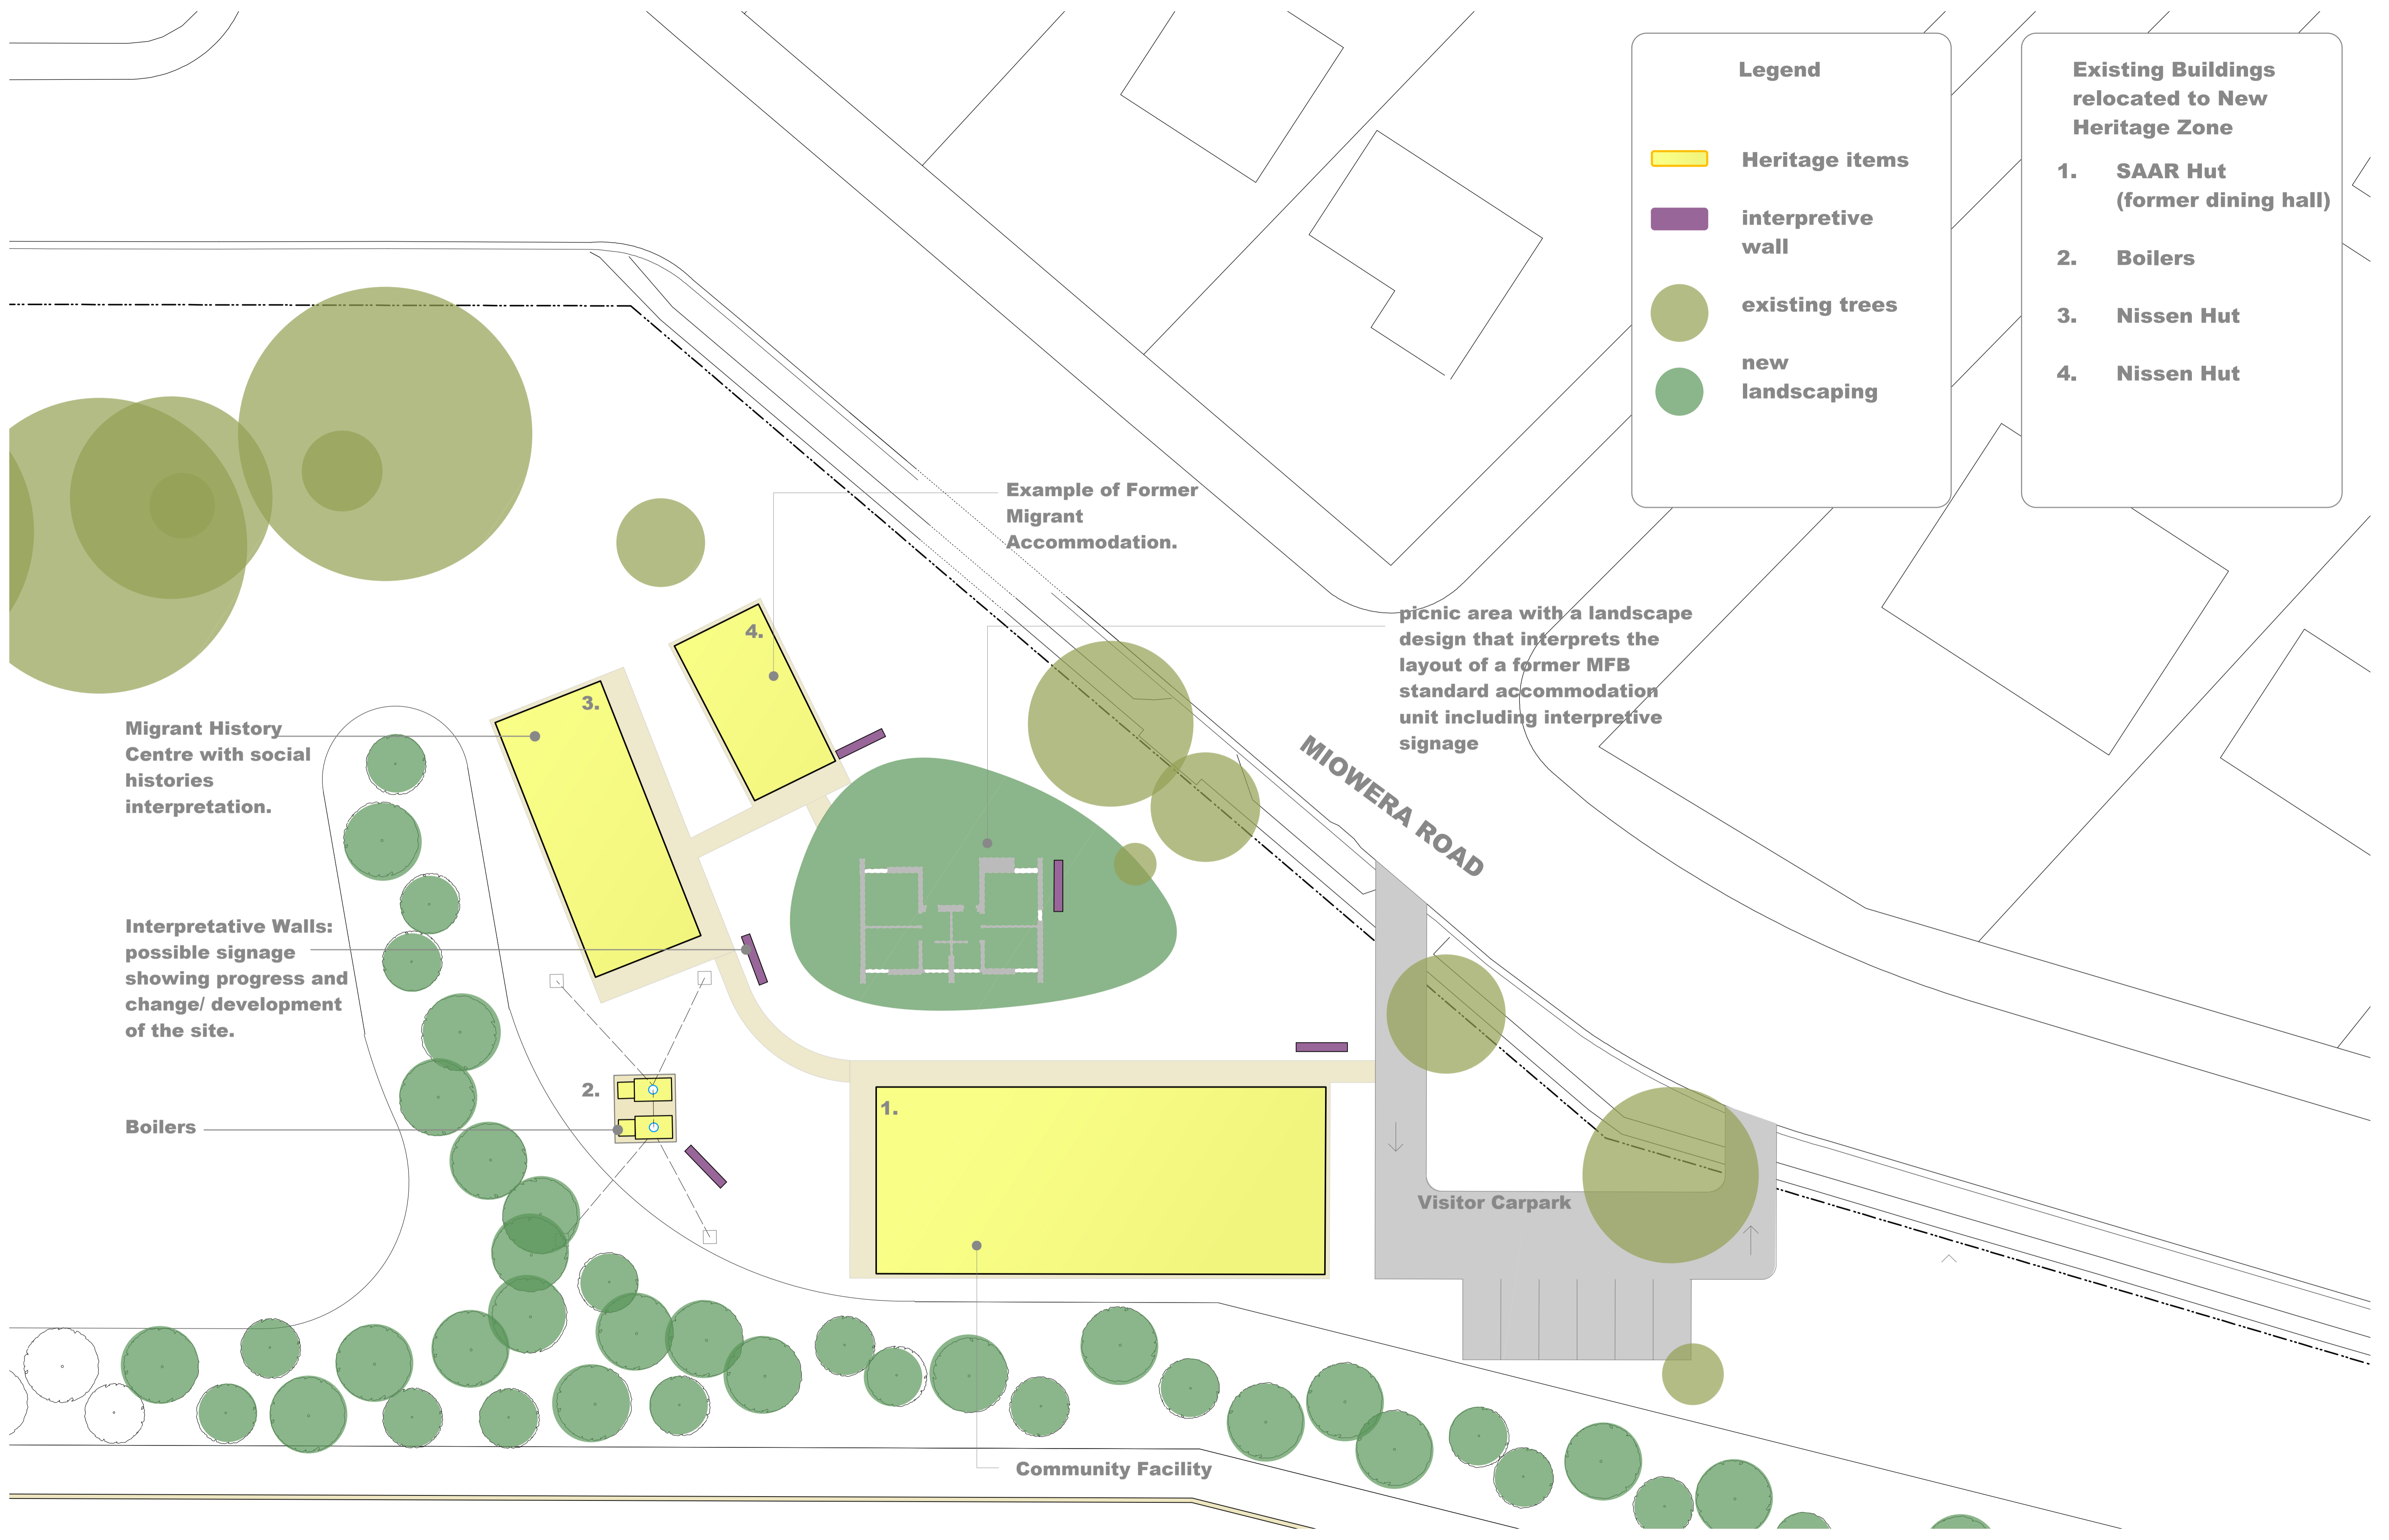 Legend
Heritage items
interpretive
wall
existing trees
new
landscaping
Existing Buildings
relocated to New
Heritage Zone
1. SAAR Hut
(former dining hall)
2. Boilers
3. Nissen Hut
4. Nissen Hut
Example of Former
Migrant
Accommodation.
picnic area with a landscape
design that interprets the
layout of a former MFB
standard accommodation
unit including interpretive
signage
MIOWERA ROAD
4.
3.
Migrant History
Centre with social
histories
interpretation.
Interpretative Walls:
possible signage
showing progress and
change/ development
of the site.
2.
Boilers
1.
Visitor Carpark
Community Facility